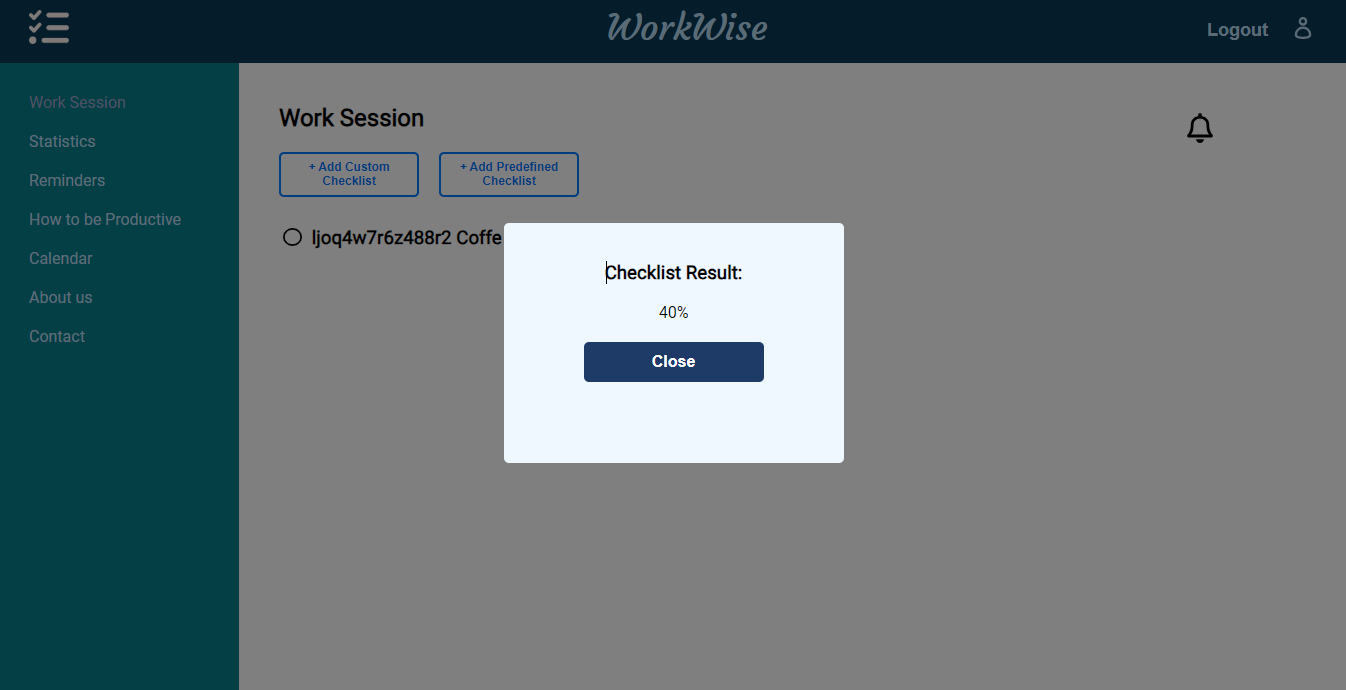 WorkWise
Logout
Work Session
Statistics
Reminders
How to be Productive
Calendar
About us
Contact
Work Session
+ Add Custom
Checklist
+ Add Predefined
Checklist
ljoq4w7r6z488r2 Coffe
Checklist Result:
40%
Close